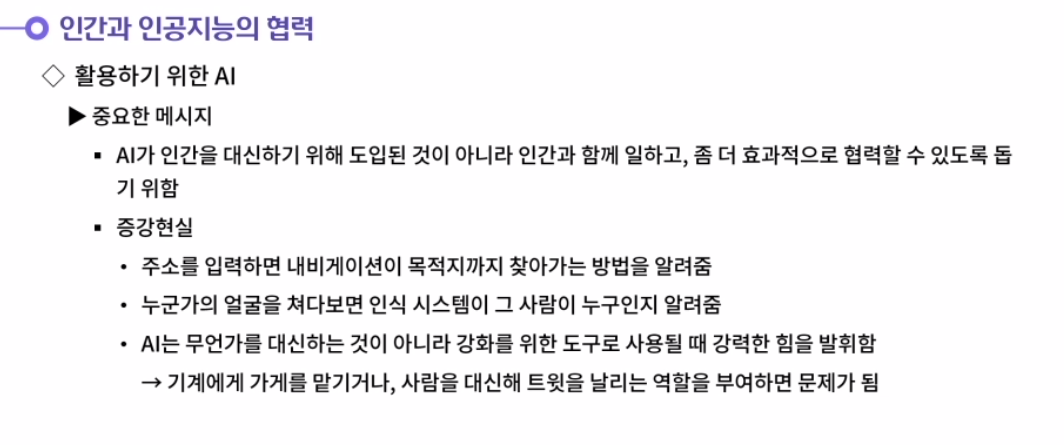 인간과 인공지능의 협력
◇ 활용하기 위한 AI
▶ 중요한 메시지
▪ AI가 인간을 대신하기 위해 도입된 것이 아니라 인간과 함께 일하고, 좀 더 효과적으로 협력할 수 있도록 돕
기 위함
▪ 증강현실
• 주소를 입력하면 내비게이션이 목적지까지 찾아가는 방법을 알려줌
• 누군가의 얼굴을 쳐다보면 인식 시스템이 그 사람이 누구인지 알려줌
• AI는 무언가를 대신하는 것이 아니라 강화를 위한 도구로 사용될 때 강력한 힘을 발휘함
→ 기계에게 가게를 맡기거나, 사람을 대신해 트윗을 날리는 역할을 부여하면 문제가 됨